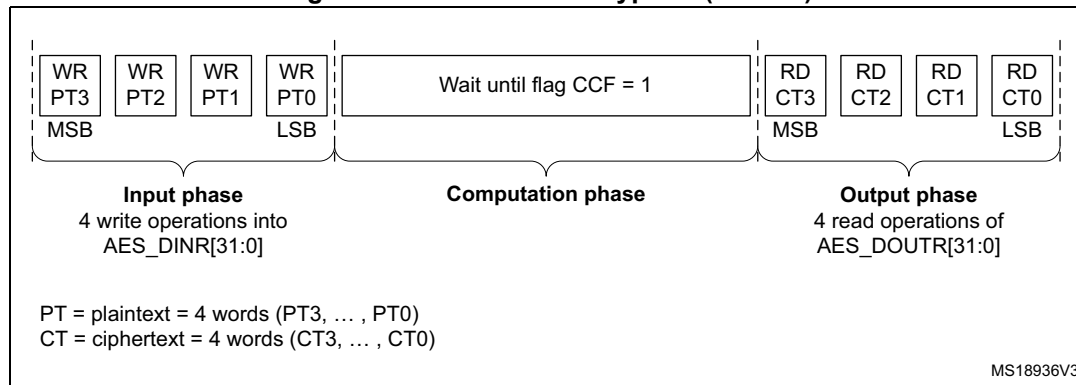 WR PT3 WR PT2 WR PT1 WR PT0 Wait until flag CCF = 1 RD CT3 RD CT2 RD CT1 RD CT0
MSB LSB MSB LSB
Input phase Computation phase Output phase
4 write operations into 4 read operations of
AES_DINR[31:0] AES_DOUTR[31:0]
PT = plaintext = 4 words (PT3, … , PT0)
CT = ciphertext = 4 words (CT3, … , CT0)
MS18936V3